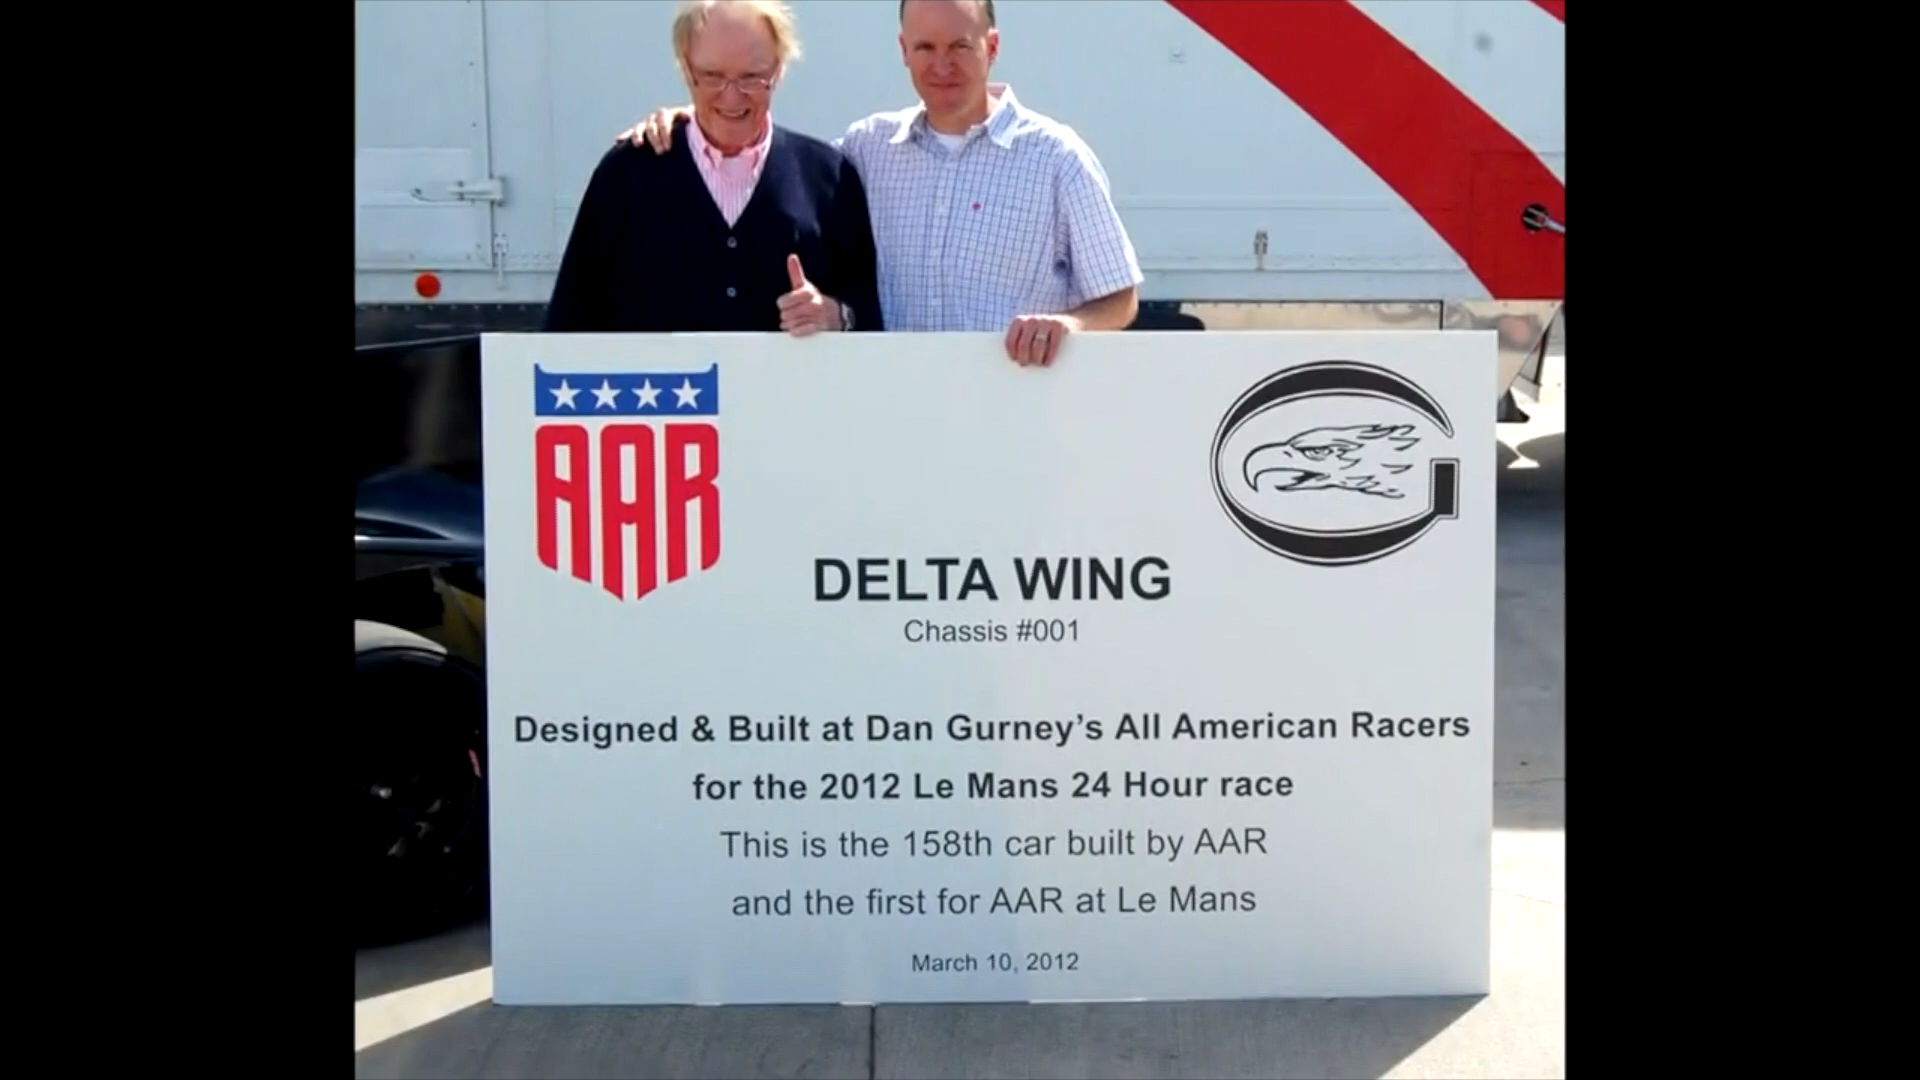 AAR
G
DELTA WING
Chassis #001
Designed & Built at Dan Gurney’s All American Racers
for the 2012 Le Mans 24 Hour race
This is the 158th car built by AAR
and the first for AAR at Le Mans
March 10, 2012